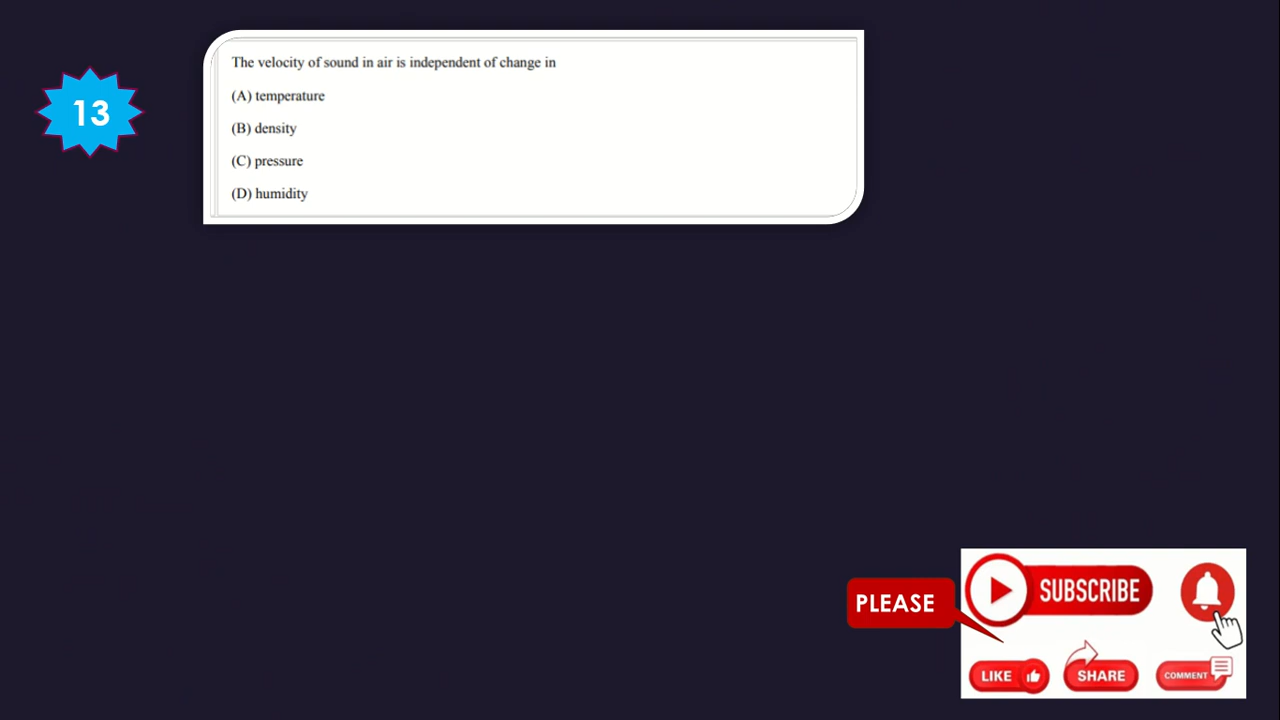 13
The velocity of sound in air is independent of change in
(A) temperature
(B) density
(C) pressure
(D) humidity
PLEASE
SUBSCRIBE
LIKE
SHARE
COMMENT